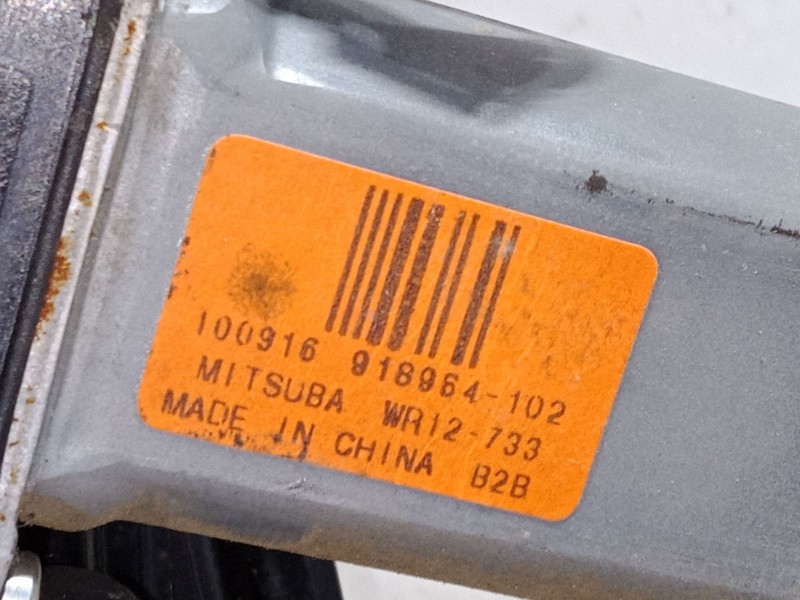 100916 918964-102
MITSUBA WR12-733
MADE IN CHINA B2B